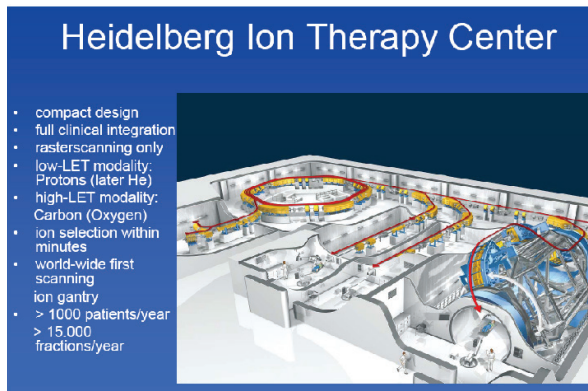 Heidelberg Ion Therapy Center
• compact design
• full clinical integration
• rasterscanning only
• low-LET modality:
Protons (later He)
• high-LET modality:
Carbon (Oxygen)
• ion selection within
minutes
• world-wide first
scanning
ion gantry
• > 1000 patients/year
> 15.000
fractions/year